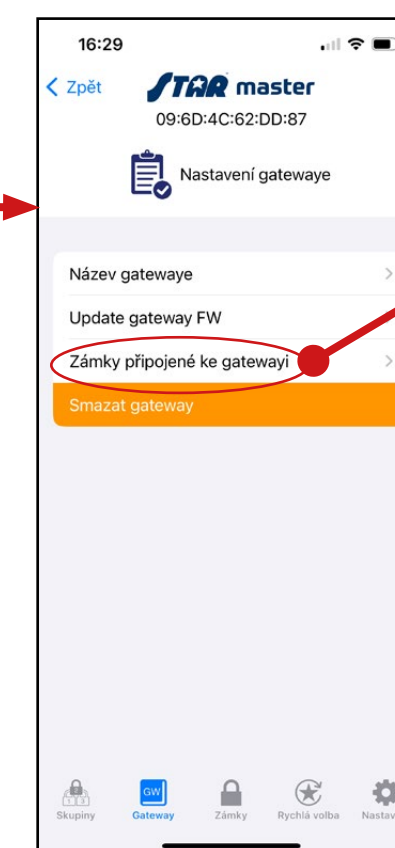 16:29
Zpět
STAR master
09:6D:4C:62:DD:87
Nastavení gatewaye
Název gatewaye
Update gateway FW
Zámky připojené ke gatewayi
Smazat gateway
GW
Skupiny
Gateway
Zámky
Rychlá volba